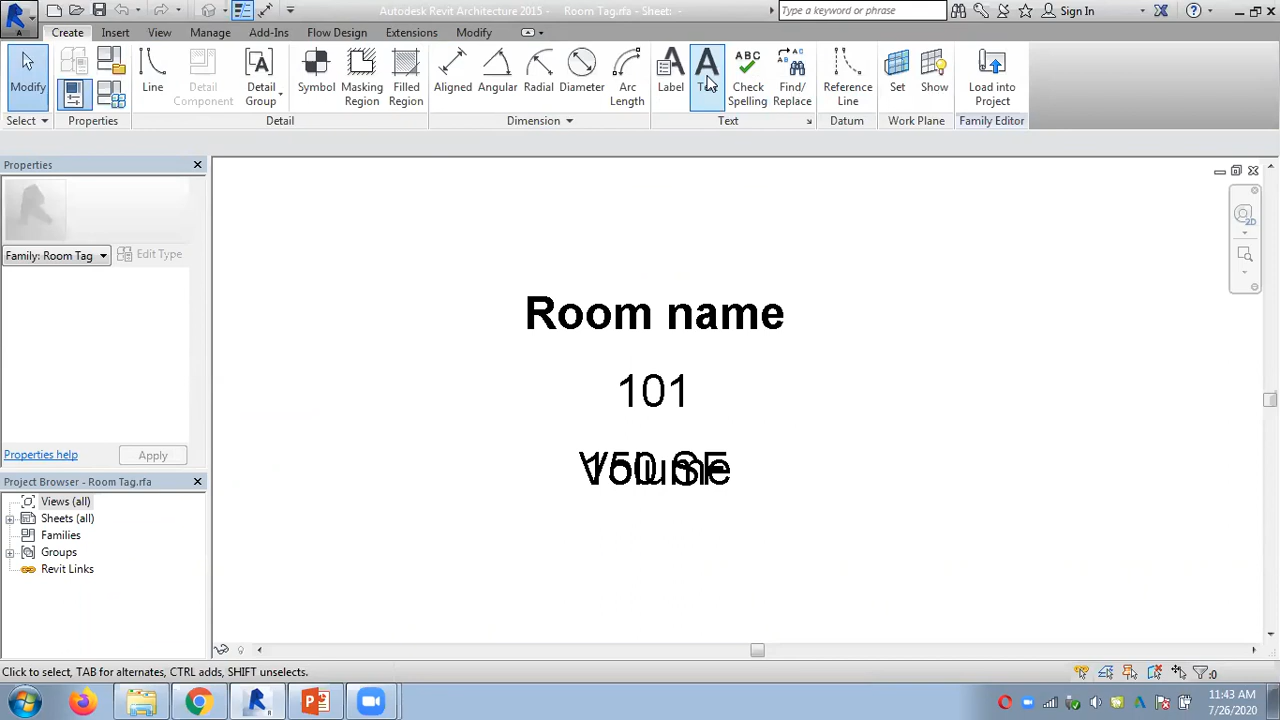 Autodesk Revit Architecture 2015 - Room Tag.rfa - Sheet: -
Type a keyword or phrase
Sign In
Create Insert View Manage Add-Ins Flow Design Extensions Modify
Modify
Line
Detail Component
Detail Group
Symbol
Masking Region
Filled Region
Aligned
Angular
Radial
Diameter
Arc Length
Label
Check Spelling
Find/ Replace
Reference Line
Set
Show
Load into Project
Select
Properties
Detail
Dimension
Text
Datum
Work Plane
Family Editor
Properties
Family: Room Tag
Edit Type
Properties help
Apply
Project Browser - Room Tag.rfa
Views (all)
Sheets (all)
Families
Groups
Revit Links
Room name
101
Volume
150 SF
2D
Click to select, TAB for alternates, CTRL adds, SHIFT unselects.
:0
11:43 AM
7/26/2020